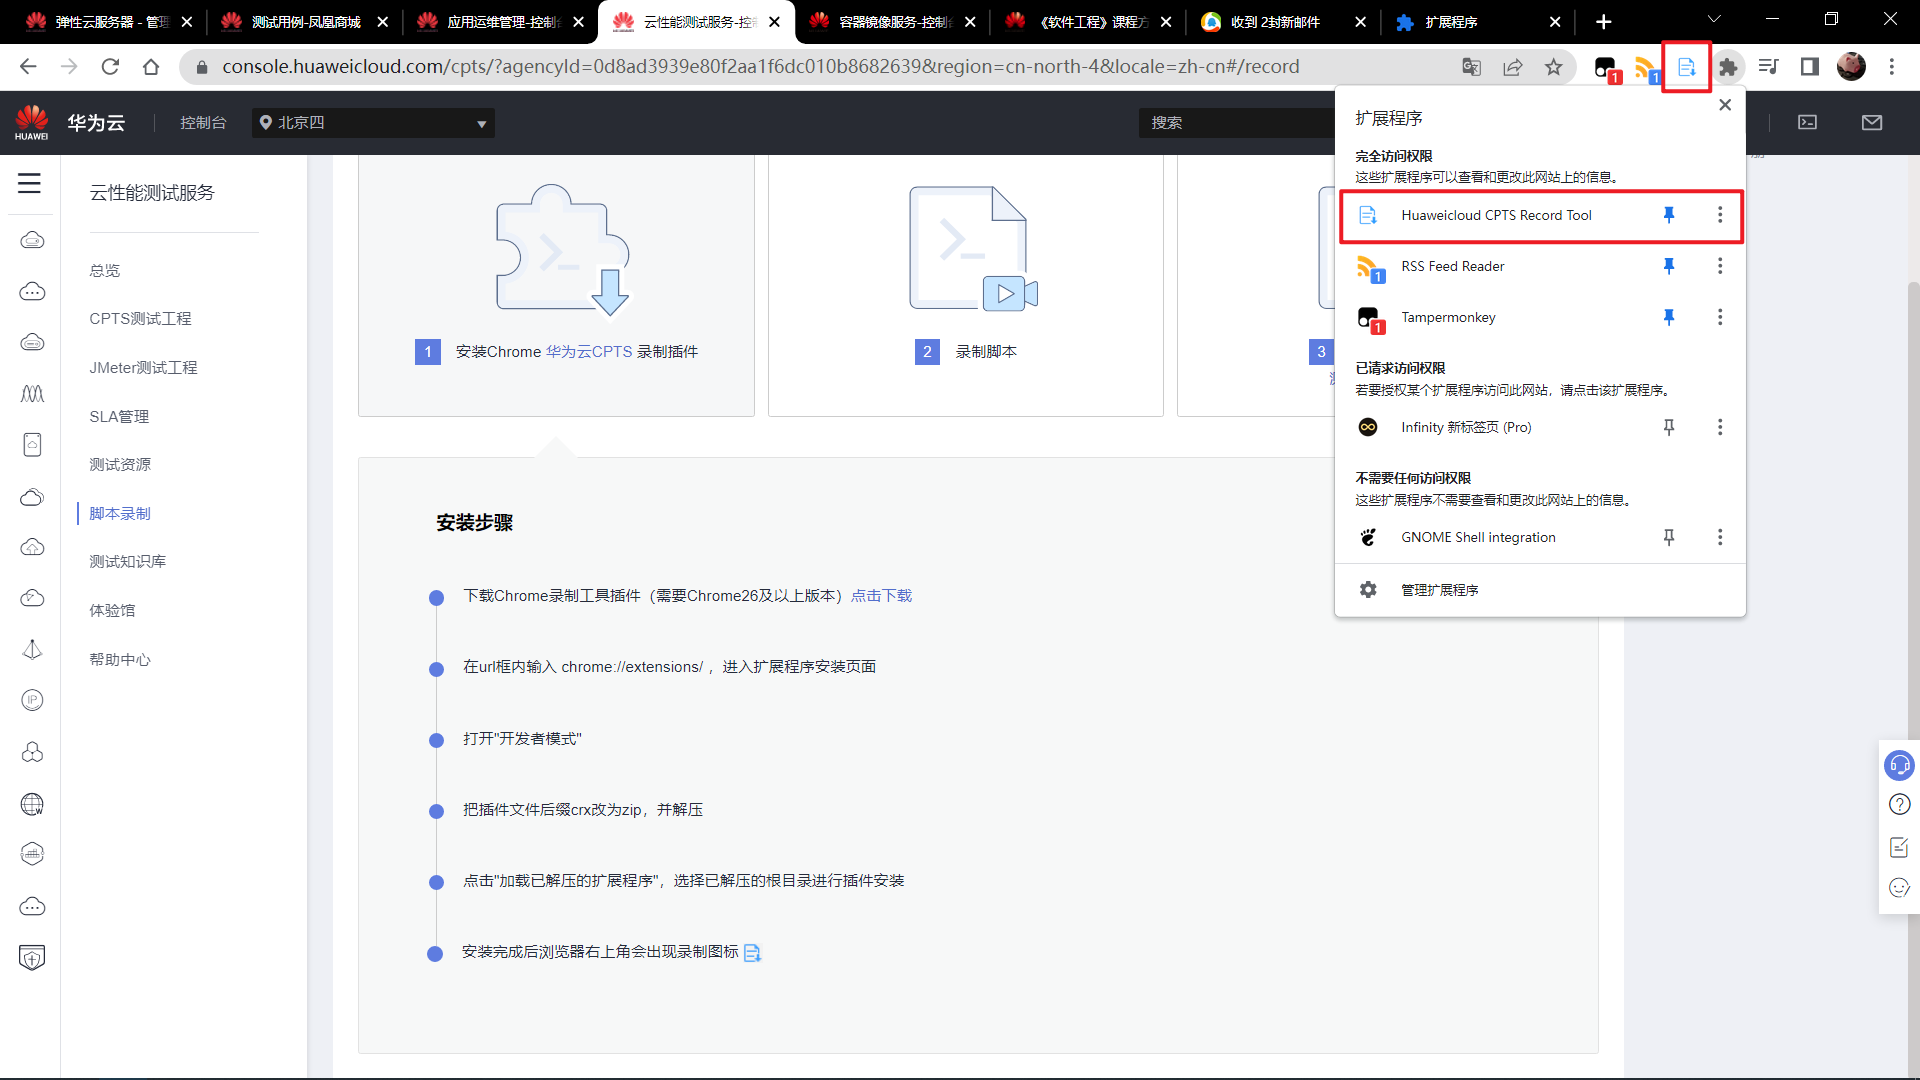 弹性云服务器 - 管理
测试用例-凤凰商城
应用运维管理-控制台
云性能测试服务-控制
容器镜像服务-控制台
《软件工程》课程方
收到 2封新邮件
扩展程序
console.huaweicloud.com/cpts/?agencyId=0d8ad3939e80f2aa1f6dc010b8682639&region=cn-north-4&locale=zh-cn#/record
1
1
HUAWEI
华为云
控制台
北京四
搜索
云性能测试服务
总览
CPTS测试工程
JMeter测试工程
SLA管理
测试资源
脚本录制
测试知识库
体验馆
帮助中心
IP
W
1 安装Chrome 华为云CPTS 录制插件
2 录制脚本
3
安装步骤
下载Chrome录制工具插件（需要Chrome26及以上版本）点击下载
在url框内输入 chrome://extensions/ ，进入扩展程序安装页面
打开"开发者模式"
把插件文件后缀crx改为zip，并解压
点击"加载已解压的扩展程序"，选择已解压的根目录进行插件安装
安装完成后浏览器右上角会出现录制图标
扩展程序
完全访问权限
这些扩展程序可以查看和更改此网站上的信息。
Huaweicloud CPTS Record Tool
1
RSS Feed Reader
1
Tampermonkey
已请求访问权限
若要授权某个扩展程序访问此网站，请点击该扩展程序。
Infinity 新标签页 (Pro)
不需要任何访问权限
这些扩展程序不需要查看和更改此网站上的信息。
GNOME Shell integration
管理扩展程序